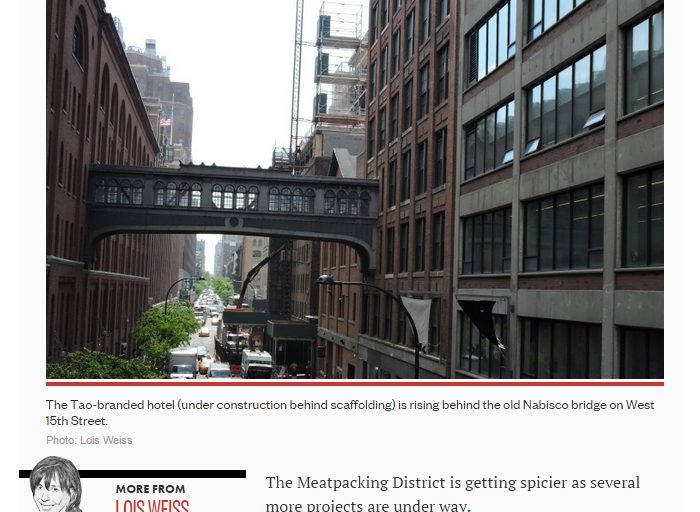 The Tao-branded hotel (under construction behind scaffolding) is rising behind the old Nabisco bridge on West
15th Street.
Photo: Lois Weiss
MORE FROM
LOIS WEISS
The Meatpacking District is getting spicier as several
more projects are under way.